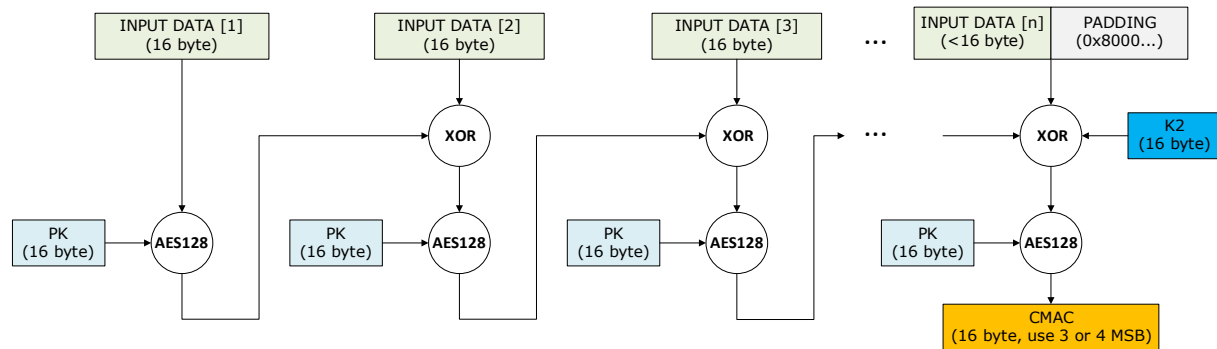 INPUT DATA [1]
(16 byte)
INPUT DATA [2]
(16 byte)
INPUT DATA [3]
(16 byte)
...
INPUT DATA [n]
(<16 byte)
PADDING
(0x8000...)
XOR
XOR
...
XOR
K2
(16 byte)
PK
(16 byte)
AES128
PK
(16 byte)
AES128
PK
(16 byte)
AES128
PK
(16 byte)
AES128
CMAC
(16 byte, use 3 or 4 MSB)